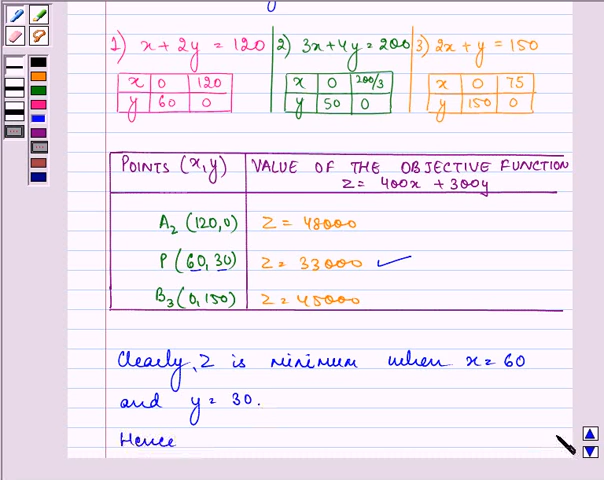 1) x + 2y = 120 2) 3x + 4y = 200 3) 2x + y = 150
x 0 120 x 0 200/3 x 0 75
y 60 0 y 50 0 y 150 0
POINTS (x,y) VALUE OF THE OBJECTIVE FUNCTION
Z = 400x + 300y
A₂ (120,0) Z = 48000
P (60,30) Z = 33000 ✓
B₃ (0,150) Z = 45000
Clearly, Z is minimum when x = 60
and y = 30.
Hence